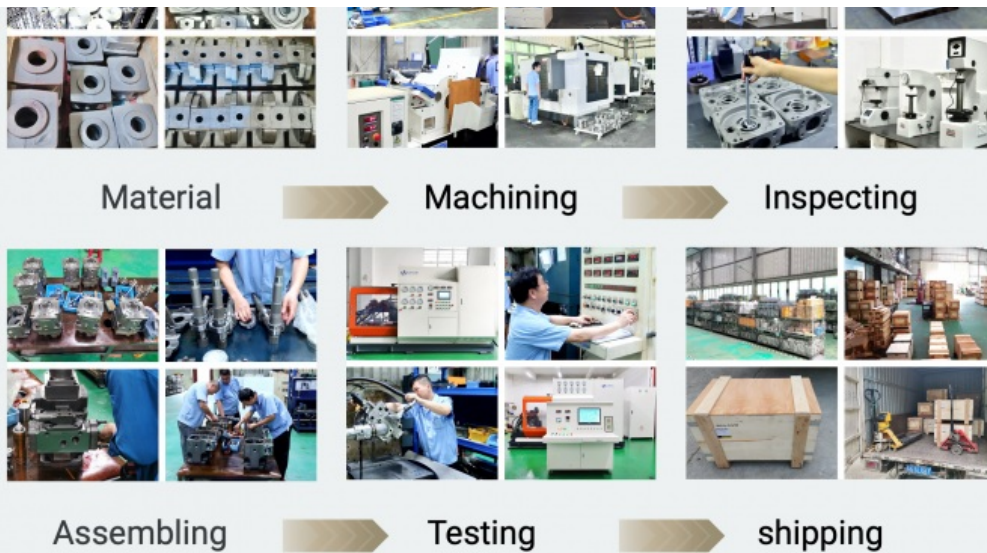 Material
Machining
Inspecting
Assembling
Testing
shipping